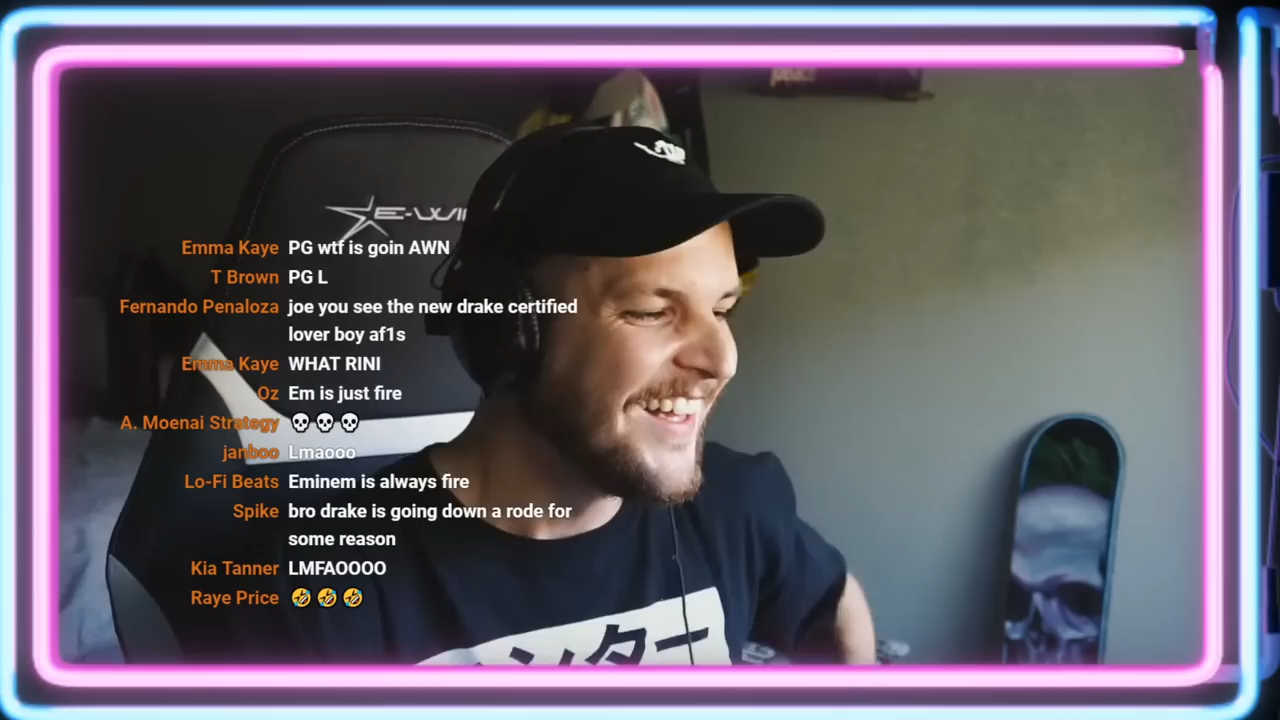 E-WI
Emma Kaye PG wtf is goin AWN
T Brown PG L
Fernando Penaloza joe you see the new drake certified
lover boy af1s
Emma Kaye WHAT RINI
Oz Em is just fire
A. Moenai Strategy 💀💀💀
janboo Lmaooo
Lo-Fi Beats Eminem is always fire
Spike bro drake is going down a rode for
some reason
Kia Tanner LMFAOOOO
Raye Price 🤣🤣🤣
ンター